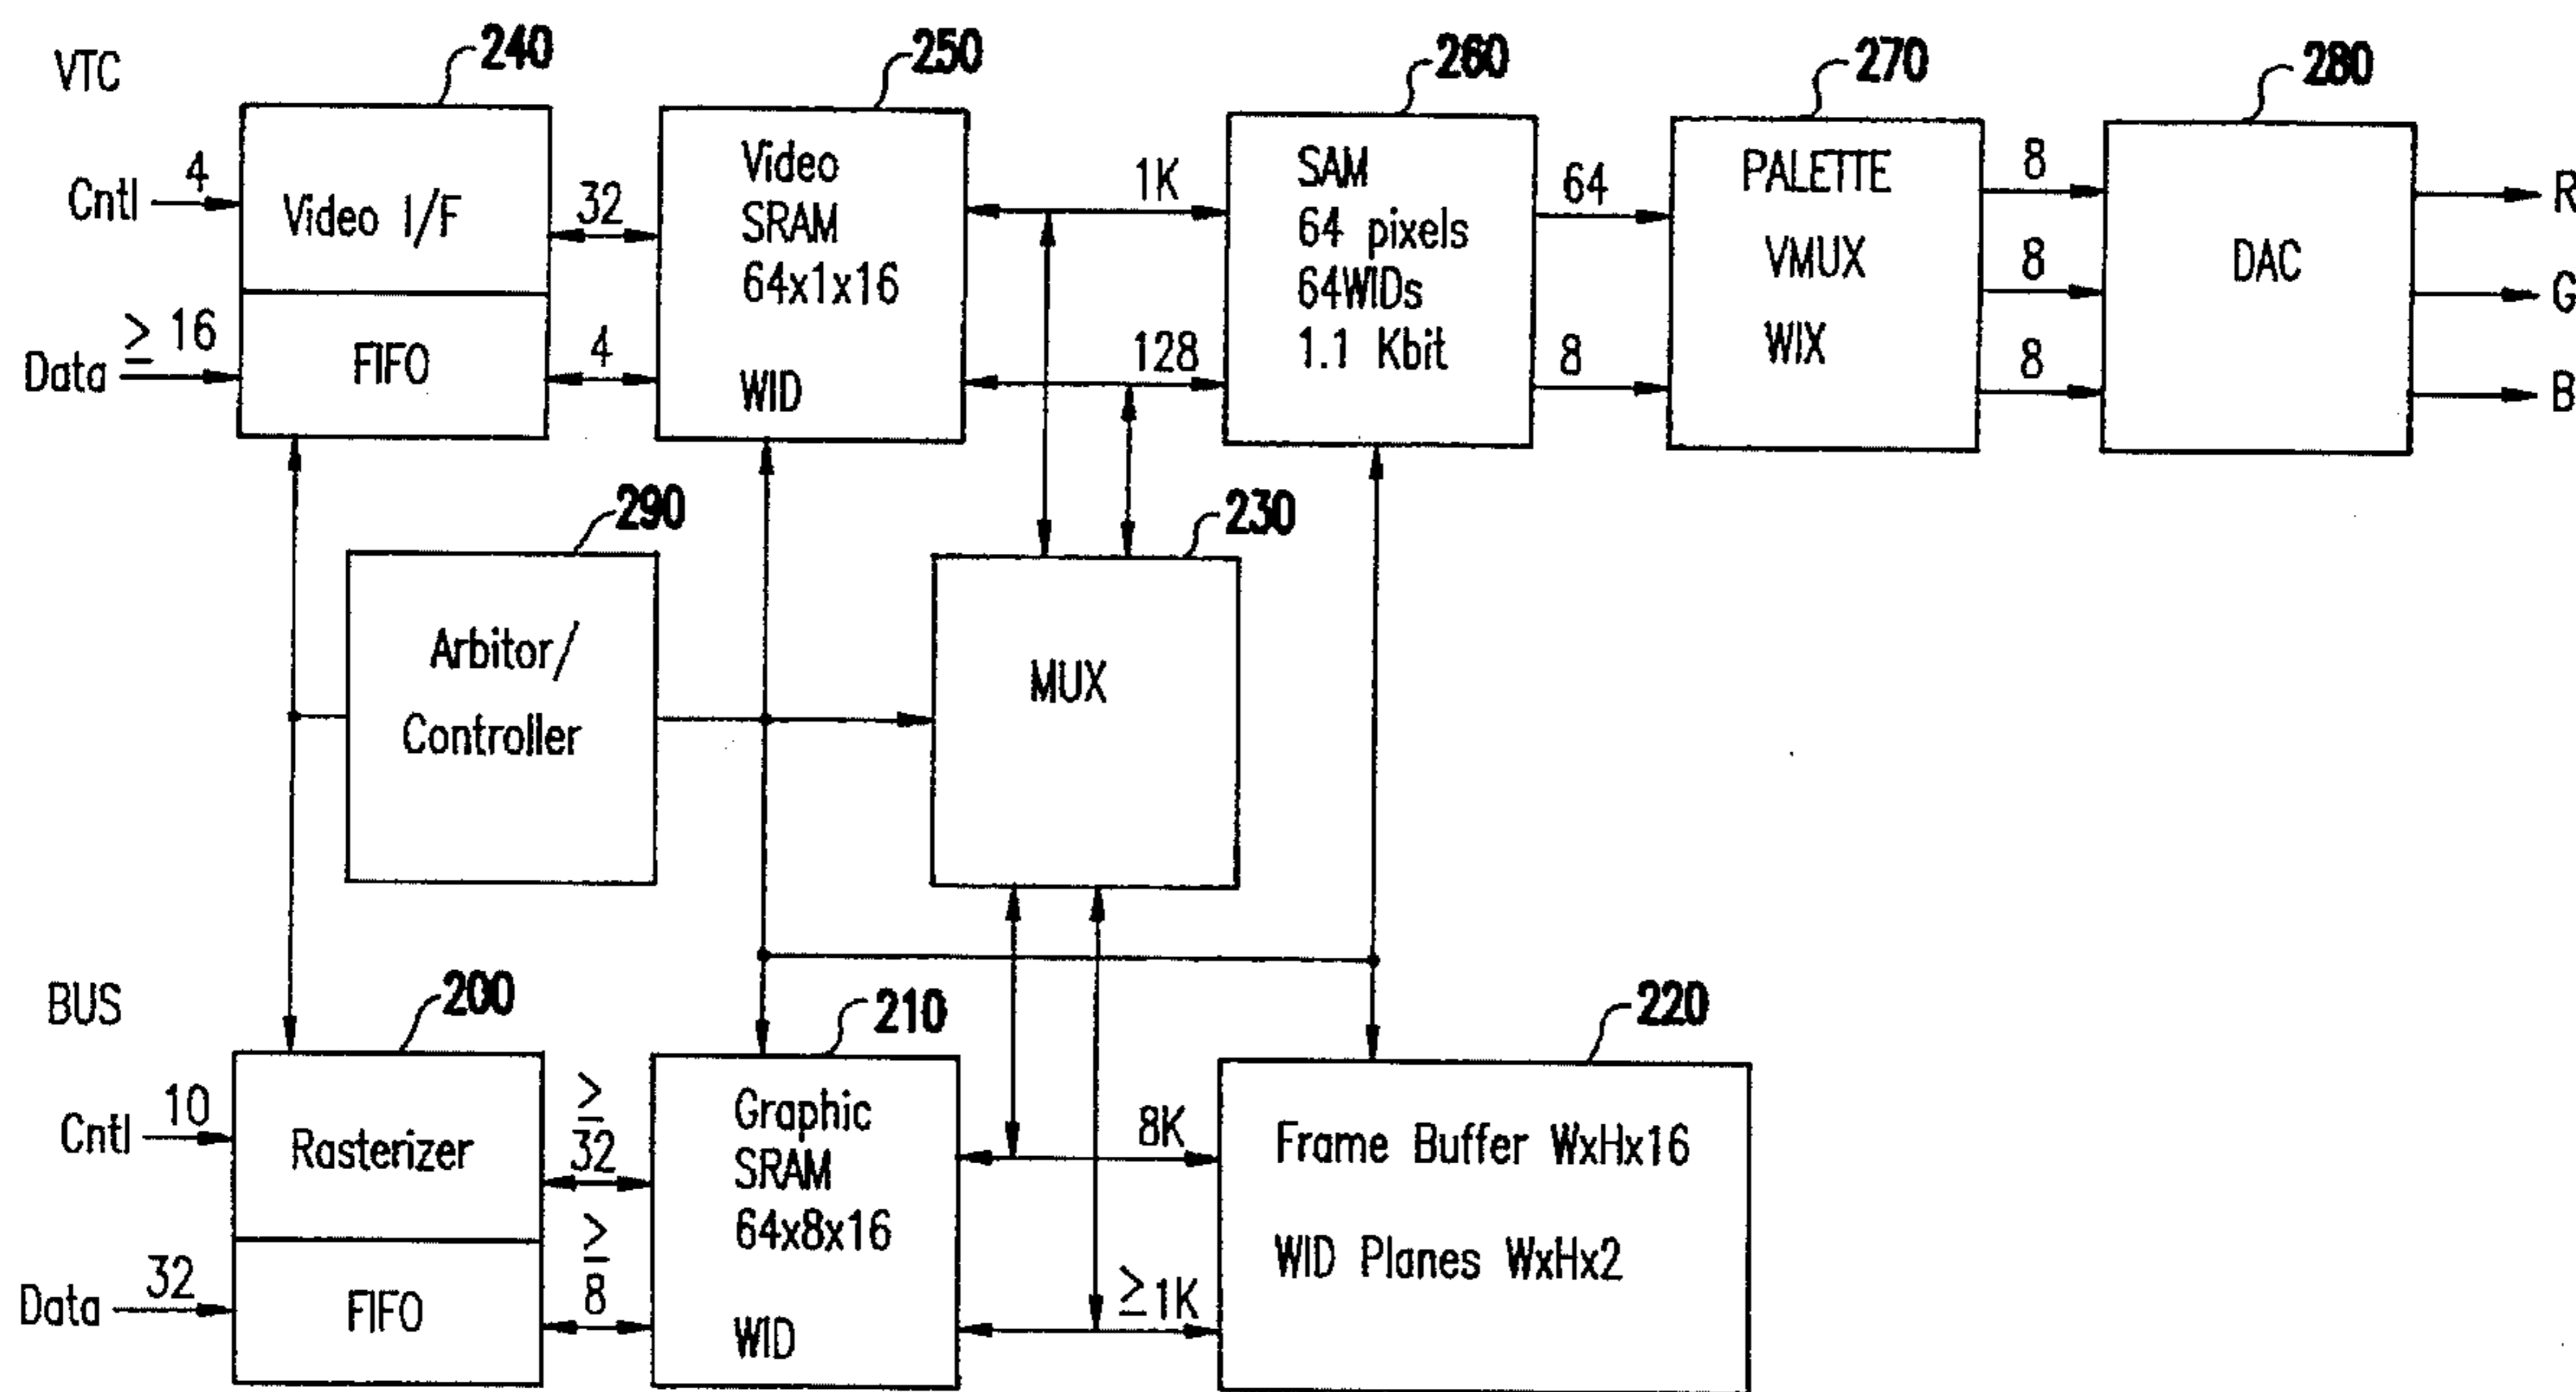 VTC
240
250
260
270
280
Cntl
4
Video I/F
Data
≥ 16
FIFO
32
4
Video
SRAM
64x1x16
WID
1K
128
SAM
64 pixels
64WIDs
1.1 Kbit
64
8
PALETTE
VMUX
WIX
8
8
8
DAC
R
G
B
290
Arbitor/
Controller
230
MUX
BUS
200
210
220
Cntl
10
Rasterizer
Data
32
FIFO
≥
32
≥
8
Graphic
SRAM
64x8x16
WID
8K
≥1K
Frame Buffer WxHx16
WID Planes WxHx2